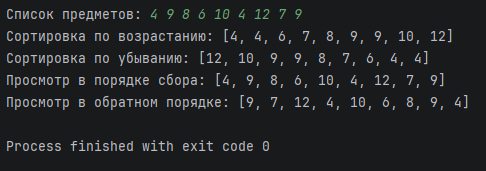 Список предметов: 4 9 8 6 10 4 12 7 9
Сортировка по возрастанию: [4, 4, 6, 7, 8, 9, 9, 10, 12]
Сортировка по убыванию: [12, 10, 9, 9, 8, 7, 6, 4, 4]
Просмотр в порядке сбора: [4, 9, 8, 6, 10, 4, 12, 7, 9]
Просмотр в обратном порядке: [9, 7, 12, 4, 10, 6, 8, 9, 4]
Process finished with exit code 0